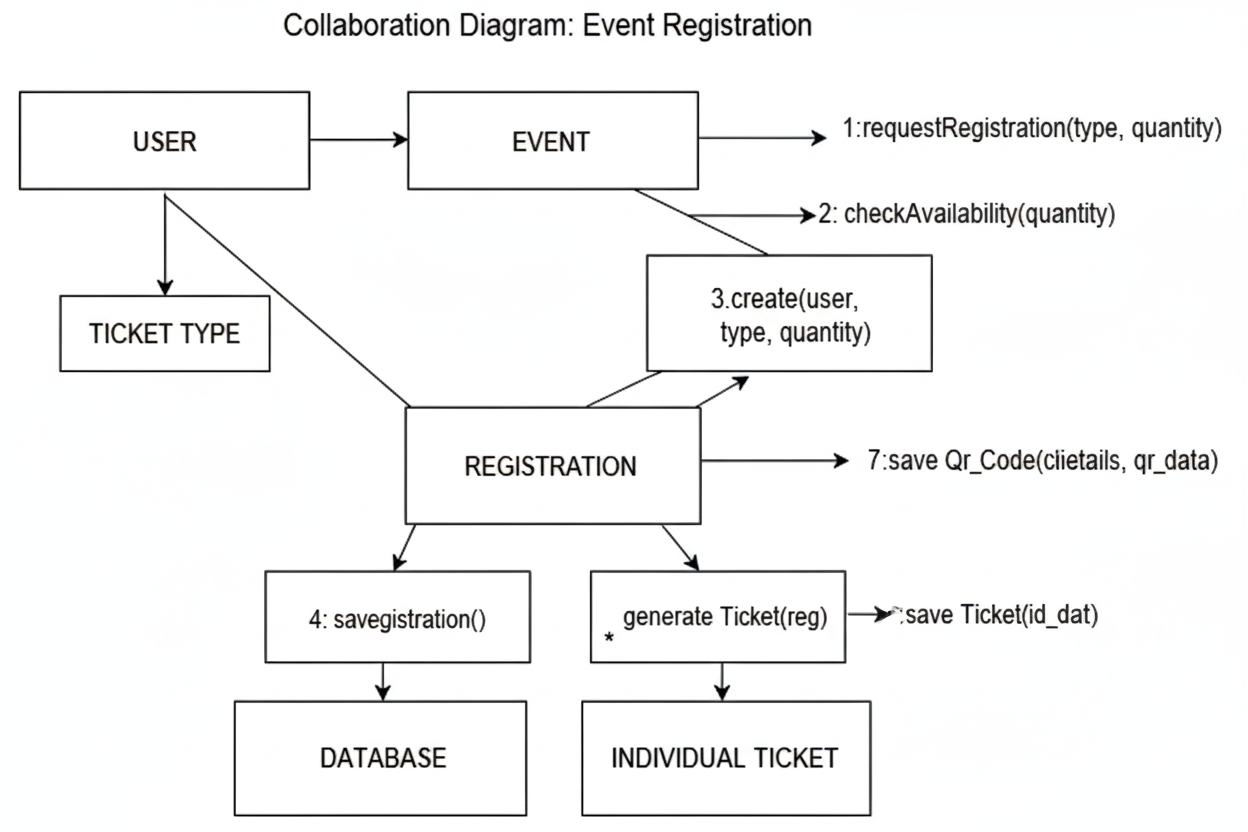 Collaboration Diagram: Event Registration
USER
EVENT
1:requestRegistration(type, quantity)
2: checkAvailability(quantity)
3.create(user,
type, quantity)
TICKET TYPE
REGISTRATION
7:save Qr_Code(clietails, qr_data)
4: savegistration()
generate Ticket(reg)
*
:save Ticket(id_dat)
DATABASE
INDIVIDUAL TICKET